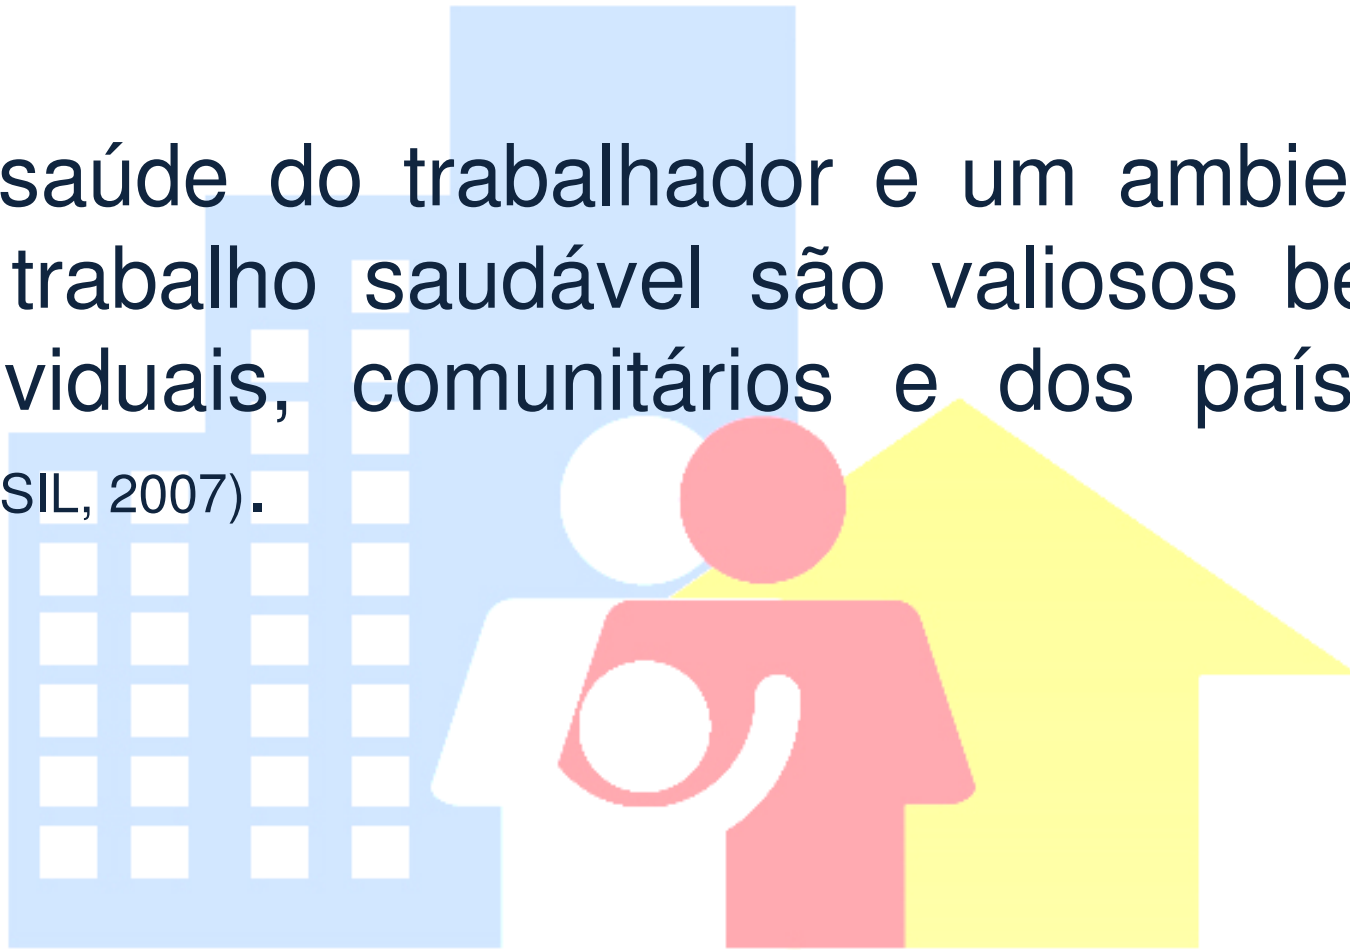 saúde do trabalhador e um ambie
trabalho saudável são valiosos be
viduais, comunitários e dos país
SIL, 2007).